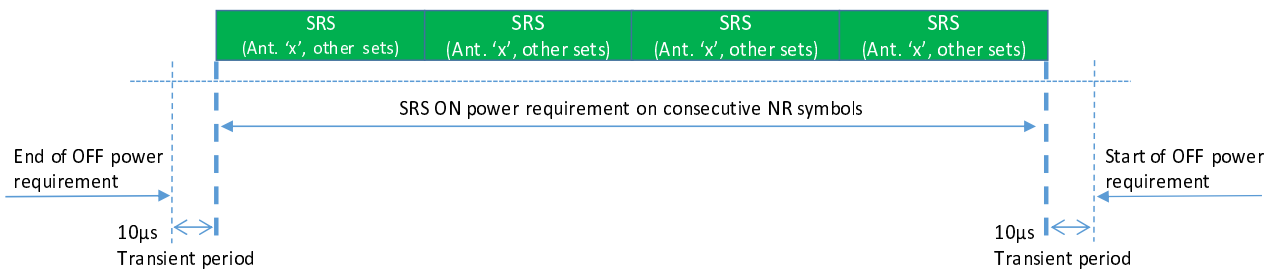 SRS
(Ant. ‘x’, other sets)
SRS
(Ant. ‘x’, other sets)
SRS
(Ant. ‘x’, other sets)
SRS
(Ant. ‘x’, other sets)
SRS ON power requirement on consecutive NR symbols
End of OFF power
requirement
Start of OFF power
requirement
10µs
Transient period
10µs
Transient period